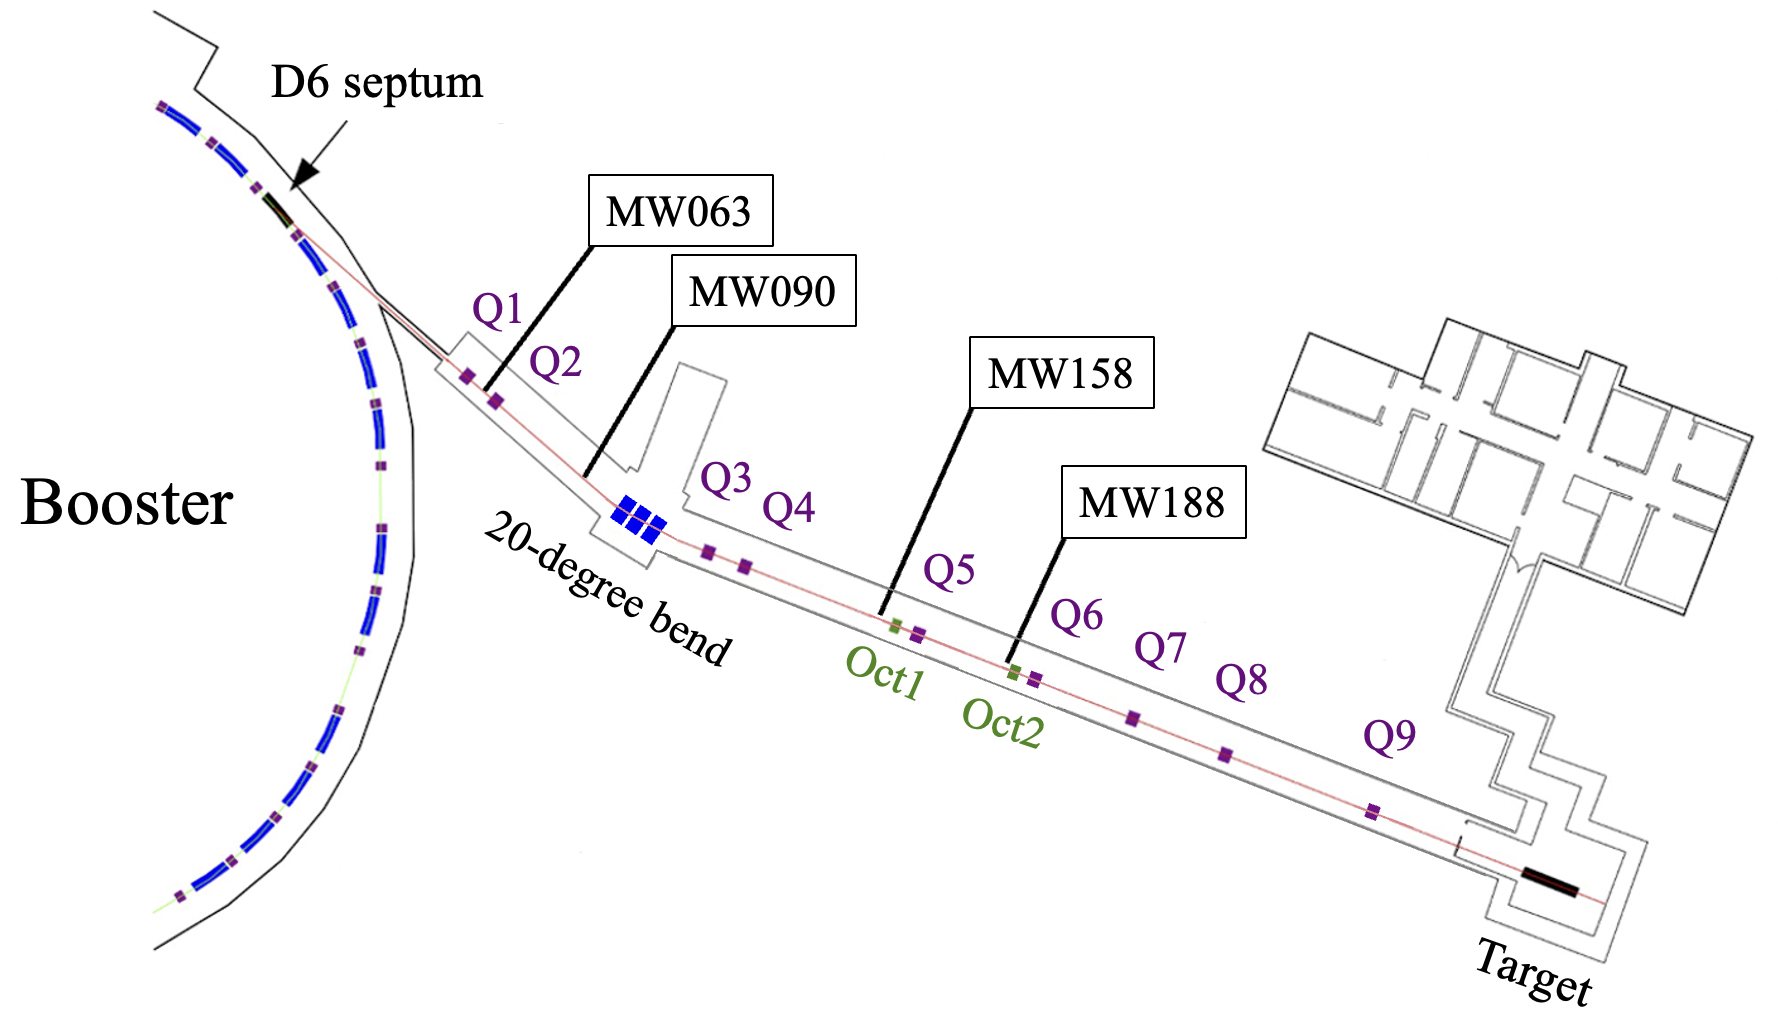 D6 septum
MW063
MW090
Q1
Q2
MW158
Booster
Q3
Q4
MW188
20-degree bend
Q5
Q6
Q7
Q8
Oct1
Oct2
Q9
Target